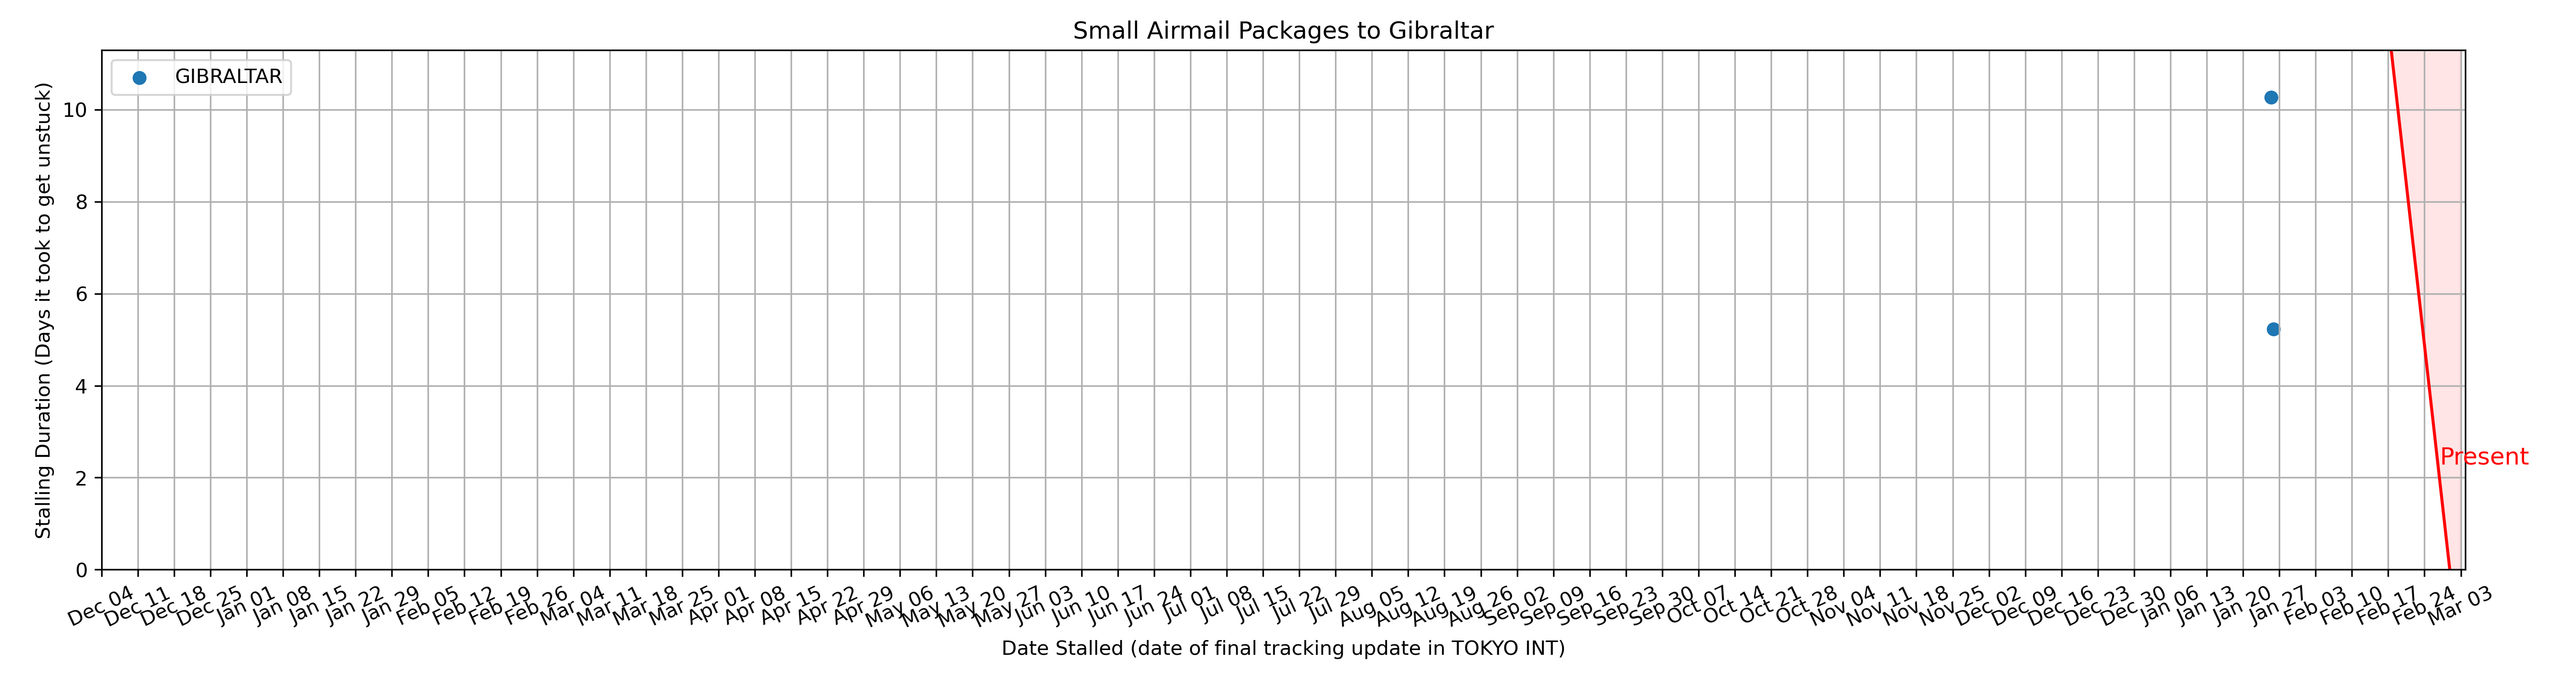 Small Airmail Packages to Gibraltar
GIBRALTAR
Stalling Duration (Days it took to get unstuck)
10
8
6
4
2
0
Present
Dec 04 Dec 11 Dec 18 Dec 25 Jan 01 Jan 08 Jan 15 Jan 22 Jan 29 Feb 05 Feb 12 Feb 19 Feb 26 Mar 04 Mar 11 Mar 18 Mar 25 Apr 01 Apr 08 Apr 15 Apr 22 Apr 29 May 06 May 13 May 20 May 27 Jun 03 Jun 10 Jun 17 Jun 24 Jul 01 Jul 08 Jul 15 Jul 22 Jul 29 Aug 05 Aug 12 Aug 19 Aug 26 Sep 02 Sep 09 Sep 16 Sep 23 Sep 30 Oct 07 Oct 14 Oct 21 Oct 28 Nov 04 Nov 11 Nov 18 Nov 25 Dec 02 Dec 09 Dec 16 Dec 23 Dec 30 Jan 06 Jan 13 Jan 20 Jan 27 Feb 03 Feb 10 Feb 17 Feb 24 Mar 03
Date Stalled (date of final tracking update in TOKYO INT)